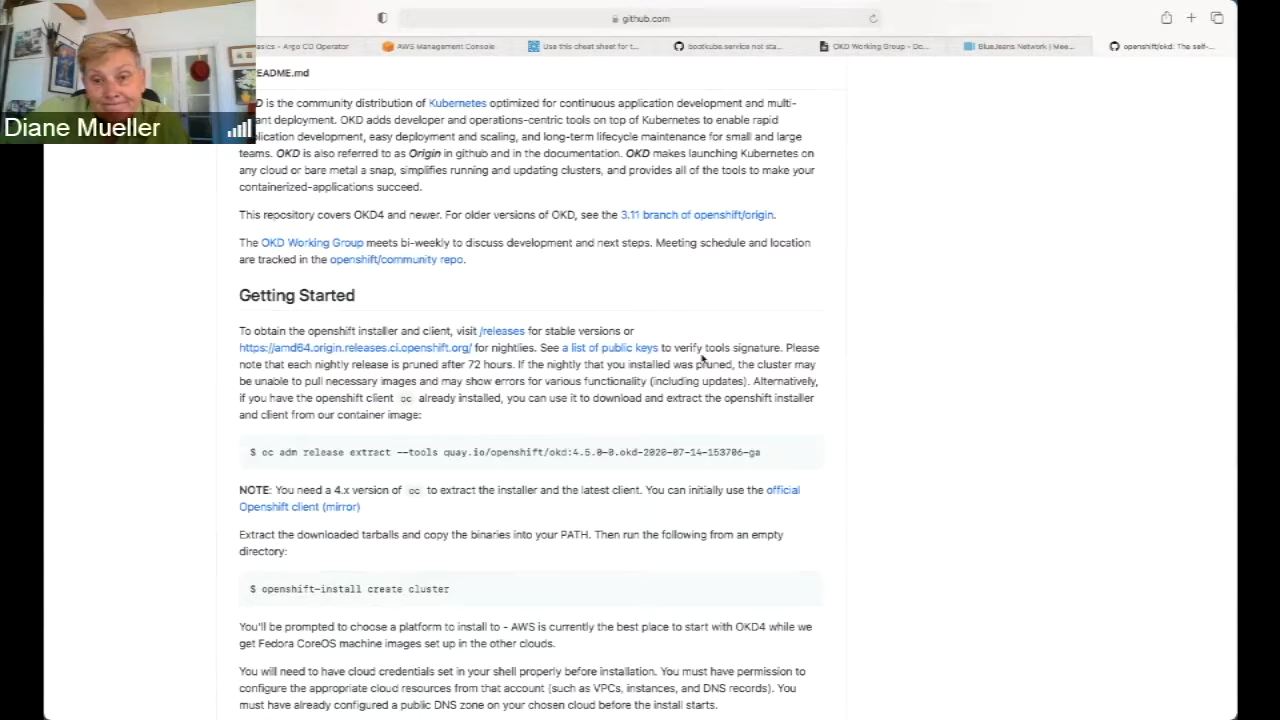 github.com
asics - Argo CD Operator
AWS Management Console
Use this cheat sheet for t...
bootkube.service not sta...
OKD Working Group - Do...
BlueJeans Network | Mee...
openshift/okd: The self-...
Diane Mueller
EADME.md
D is the community distribution of Kubernetes optimized for continuous application development and multi-
ant deployment. OKD adds developer and operations-centric tools on top of Kubernetes to enable rapid
plication development, easy deployment and scaling, and long-term lifecycle maintenance for small and large
teams. OKD is also referred to as Origin in github and in the documentation. OKD makes launching Kubernetes on
any cloud or bare metal a snap, simplifies running and updating clusters, and provides all of the tools to make your
containerized-applications succeed.
This repository covers OKD4 and newer. For older versions of OKD, see the 3.11 branch of openshift/origin.
The OKD Working Group meets bi-weekly to discuss development and next steps. Meeting schedule and location
are tracked in the openshift/community repo.
Getting Started
To obtain the openshift installer and client, visit /releases for stable versions or
https://amd64.origin.releases.ci.openshift.org/ for nightlies. See a list of public keys to verify tools signature. Please
note that each nightly release is pruned after 72 hours. If the nightly that you installed was pruned, the cluster may
be unable to pull necessary images and may show errors for various functionality (including updates). Alternatively,
if you have the openshift client oc already installed, you can use it to download and extract the openshift installer
and client from our container image:
$ oc adm release extract --tools quay.io/openshift/okd:4.5.0-0.okd-2020-07-14-153706-ga
NOTE: You need a 4.x version of oc to extract the installer and the latest client. You can initially use the official
Openshift client (mirror)
Extract the downloaded tarballs and copy the binaries into your PATH. Then run the following from an empty
directory:
$ openshift-install create cluster
You'll be prompted to choose a platform to install to - AWS is currently the best place to start with OKD4 while we
get Fedora CoreOS machine images set up in the other clouds.
You will need to have cloud credentials set in your shell properly before installation. You must have permission to
configure the appropriate cloud resources from that account (such as VPCs, instances, and DNS records). You
must have already configured a public DNS zone on your chosen cloud before the install starts.